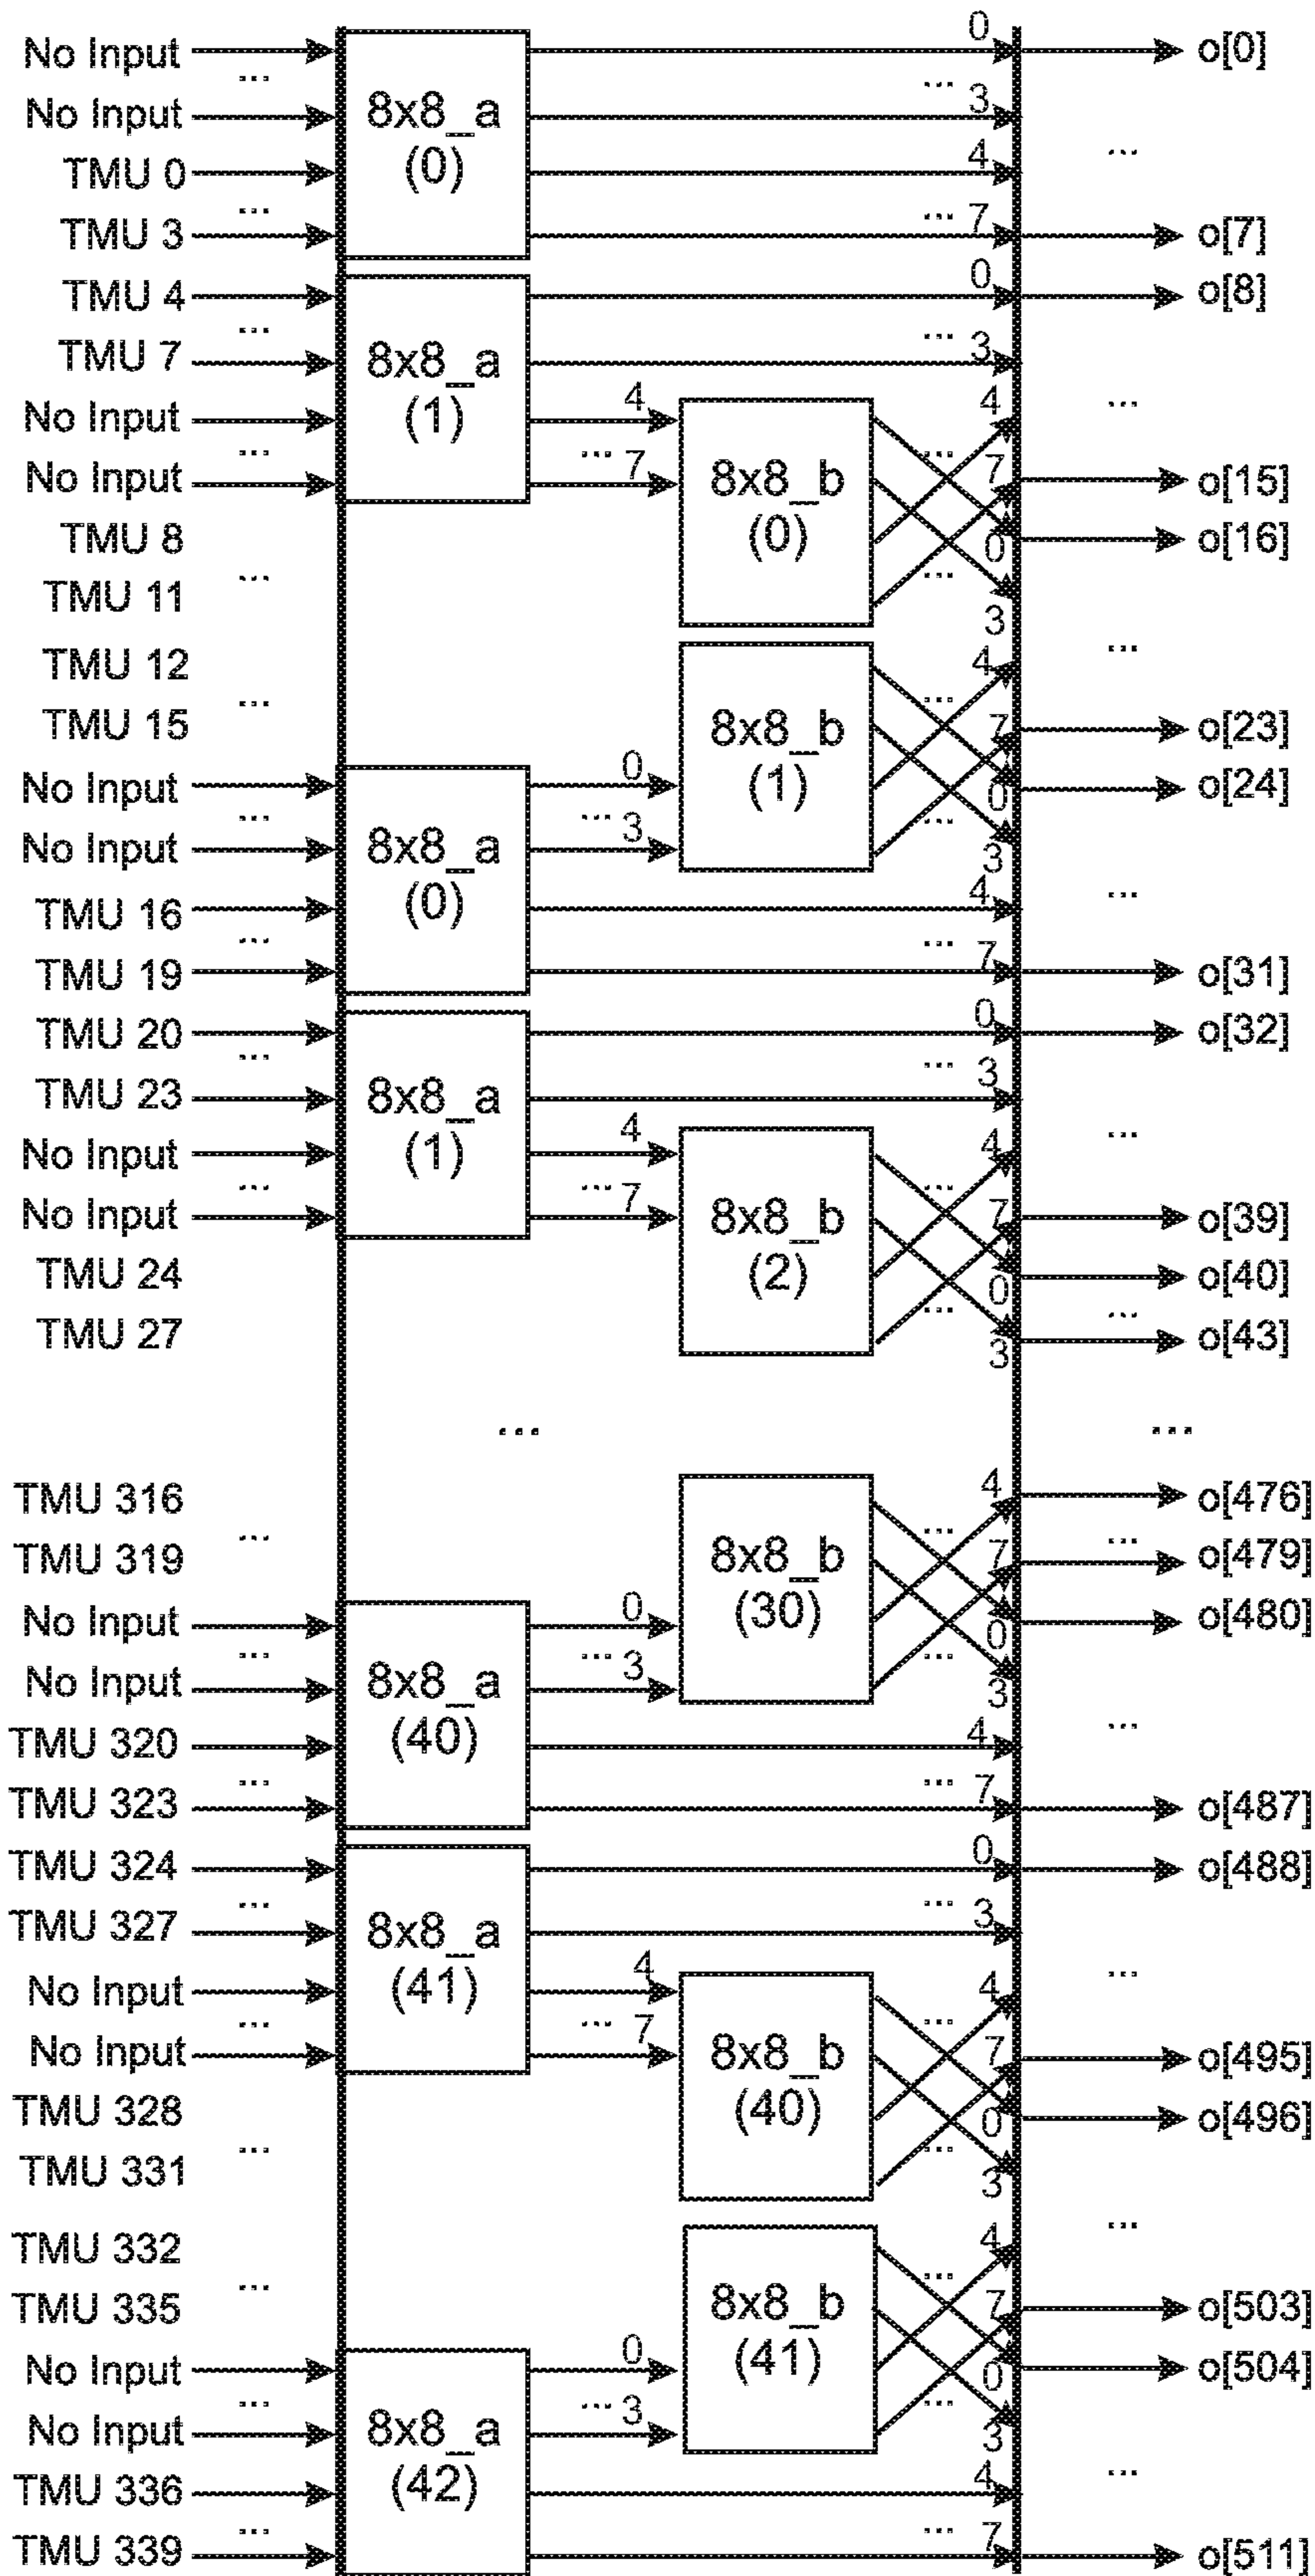 No Input 0 o[0]
... 8x8_a ...
No Input (0) 3
TMU 0 4 ...
... ...
TMU 3 7 o[7]
TMU 4 0 o[8]
... 8x8_a ...
TMU 7 (1) 3
No Input 4 4 ...
... ... 8x8_b ...
No Input 7 (0) 7 o[15]
TMU 8 0 o[16]
... ...
TMU 11 3
TMU 12 4 ...
... 8x8_b ...
TMU 15 (1) 7 o[23]
No Input 0 0 o[24]
... 8x8_a ... ...
No Input (0) 3 3
TMU 16 4 ...
... ...
TMU 19 7 o[31]
TMU 20 0 o[32]
... 8x8_a ...
TMU 23 (1) 3
No Input 4 4 ...
... ... 8x8_b ...
No Input 7 (2) 7 o[39]
TMU 24 0 o[40]
... ...
TMU 27 3 o[43]
... ...
TMU 316 4 o[476]
... 8x8_b ... ...
TMU 319 (30) 7 o[479]
No Input 0 0 o[480]
... 8x8_a ... ...
No Input (40) 3 3
TMU 320 4 ...
... ...
TMU 323 7 o[487]
TMU 324 0 o[488]
... 8x8_a ...
TMU 327 (41) 3
No Input 4 4 ...
... ... 8x8_b ...
No Input 7 (40) 7 o[495]
TMU 328 0 o[496]
... ...
TMU 331 3
TMU 332 4 ...
... 8x8_b ...
TMU 335 (41) 7 o[503]
No Input 0 0 o[504]
... 8x8_a ... ...
No Input (42) 3 3
TMU 336 4 ...
... ...
TMU 339 7 o[511]